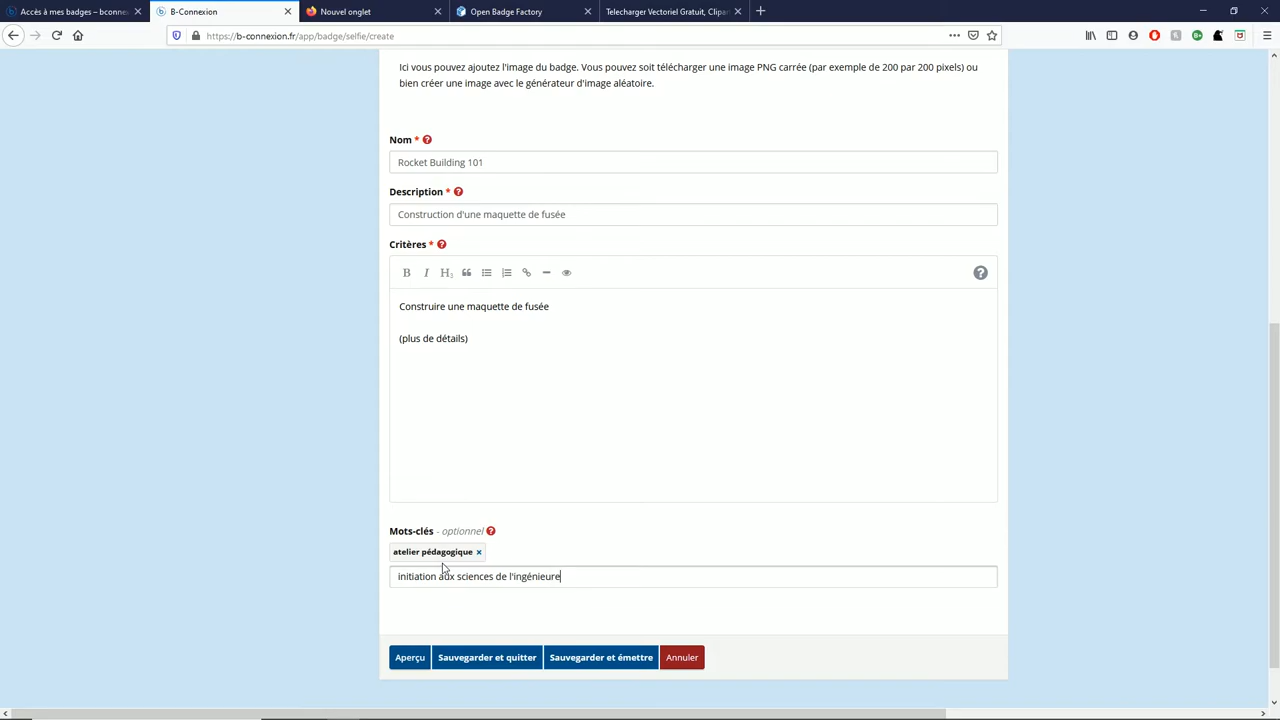 Accès à mes badges – bconnex
B-Connexion
Nouvel onglet
Open Badge Factory
Telecharger Vectoriel Gratuit, Clipa
https://b-connexion.fr/app/badge/selfie/create
Ici vous pouvez ajoutez l'image du badge. Vous pouvez soit télécharger une image PNG carrée (par exemple de 200 par 200 pixels) ou
bien créer une image avec le générateur d'image aléatoire.
Nom *
Rocket Building 101
Description *
Construction d'une maquette de fusée
Critères *
B I H3
Construire une maquette de fusée
(plus de détails)
Mots-clés - optionnel
atelier pédagogique ×
initiation aux sciences de l'ingénieure
Aperçu Sauvegarder et quitter Sauvegarder et émettre Annuler